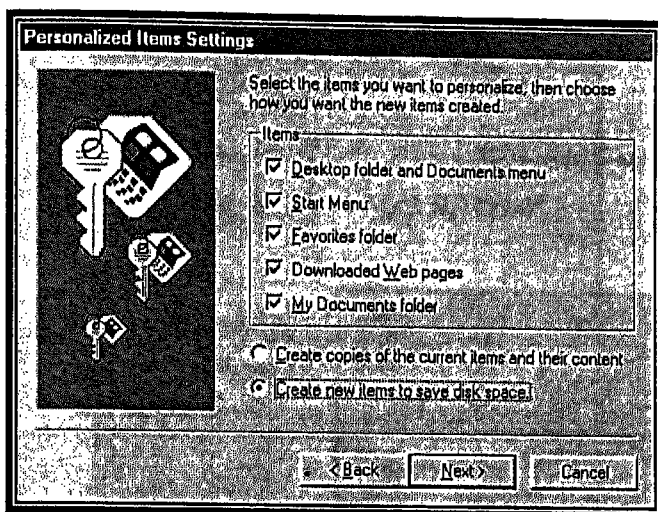 Personalized Items Settings
Select the items you want to personalize, then choose
how you want the new items created.
Items
Desktop folder and Documents menu
Start Menu
Favorites folder
Downloaded Web pages
My Documents folder
Create copies of the current items and their content
Create new items to save disk space
< Back Next > Cancel